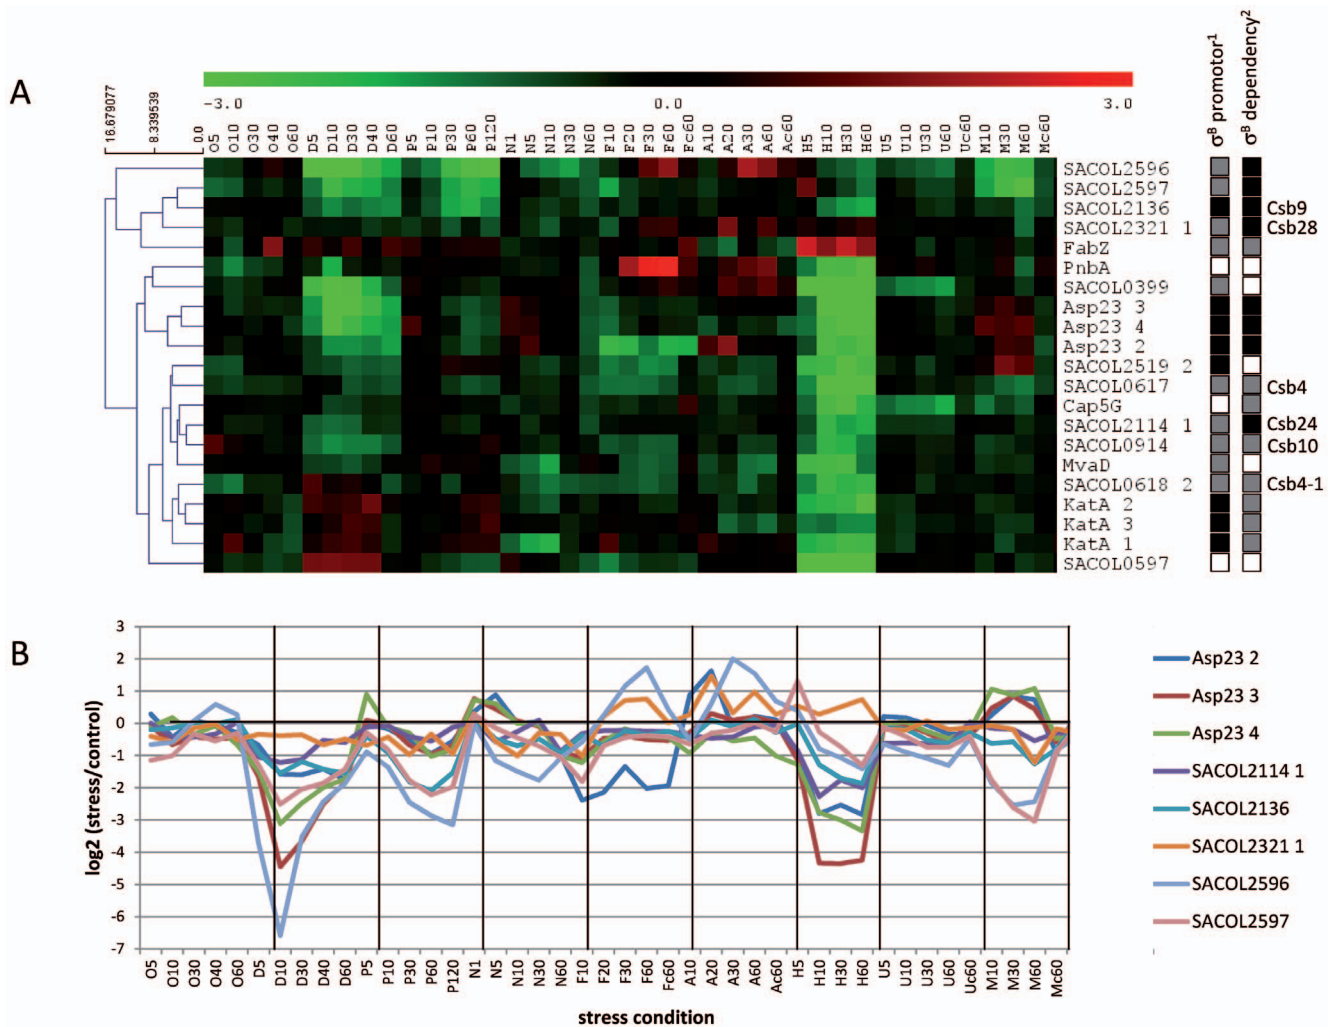 A
16.679077
8.339539
0.0
-3.0 0.0 3.0
O5 O10 O30 O40 O60 D5 D10 D30 D40 D60 P5 P10 P30 P60 P120 N1 N5 N10 N30 N60 F10 F20 F30 F60 Fc60 A10 A20 A30 A60 Ac60 H5 H10 H30 H60 U5 U10 U30 U60 Uc60 M10 M30 M60 Mc60
σB promotor1
σB dependency2
SACOL2596
SACOL2597
SACOL2136 Csb9
SACOL2321 1 Csb28
FabZ
PnbA
SACOL0399
Asp23 3
Asp23 4
Asp23 2
SACOL2519 2
SACOL0617 Csb4
Cap5G
SACOL2114 1 Csb24
SACOL0914 Csb10
MvaD
SACOL0618 2 Csb4-1
KatA 2
KatA 3
KatA 1
SACOL0597
B
log2 (stress/control)
3
2
1
0
-1
-2
-3
-4
-5
-6
-7
O5 O10 O30 O40 O60 D5 D10 D30 D40 D60 P5 P10 P30 P60 P120 N1 N5 N10 N30 N60 F10 F20 F30 F60 Fc60 A10 A20 A30 A60 Ac60 H5 H10 H30 H60 U5 U10 U30 U60 Uc60 M10 M30 M60 Mc60
stress condition
Asp23 2
Asp23 3
Asp23 4
SACOL2114 1
SACOL2136
SACOL2321 1
SACOL2596
SACOL2597